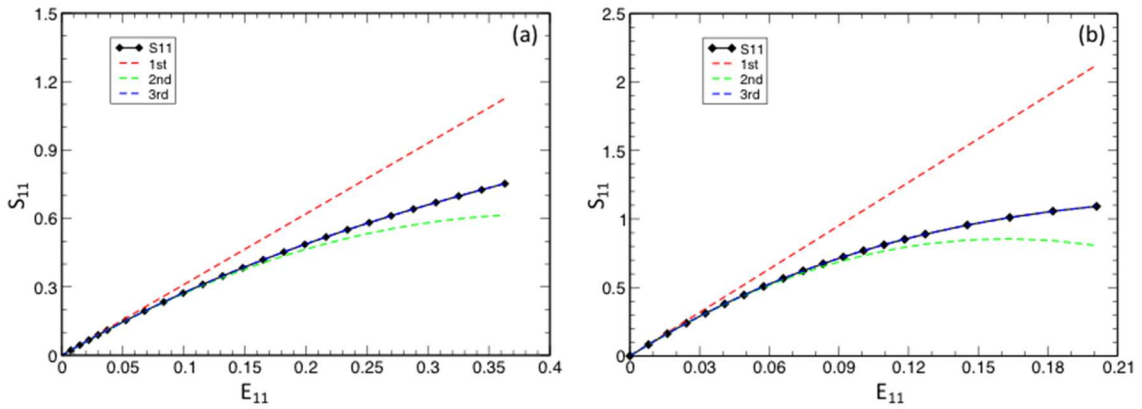 (a)
1.5
1.2
0.9
0.6
0.3
0
S11
1st
2nd
3rd
S₁₁
0 0.05 0.1 0.15 0.2 0.25 0.3 0.35 0.4
E₁₁
(b)
2.5
2
1.5
1
0.5
0
S11
1st
2nd
3rd
S₁₁
0 0.03 0.06 0.09 0.12 0.15 0.18 0.21
E₁₁